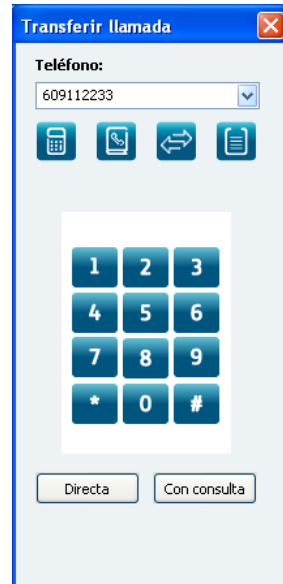 Transferir llamada
Teléfono:
609112233
1 2 3
4 5 6
7 8 9
* 0 #
Directa Con consulta